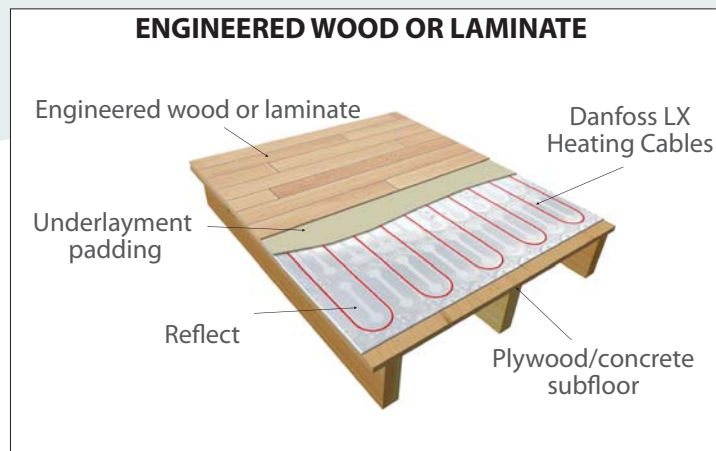 ENGINEERED WOOD OR LAMINATE
Engineered wood or laminate
Danfoss LX
Heating Cables
Underlayment
padding
Reflect
Plywood/concrete
subfloor